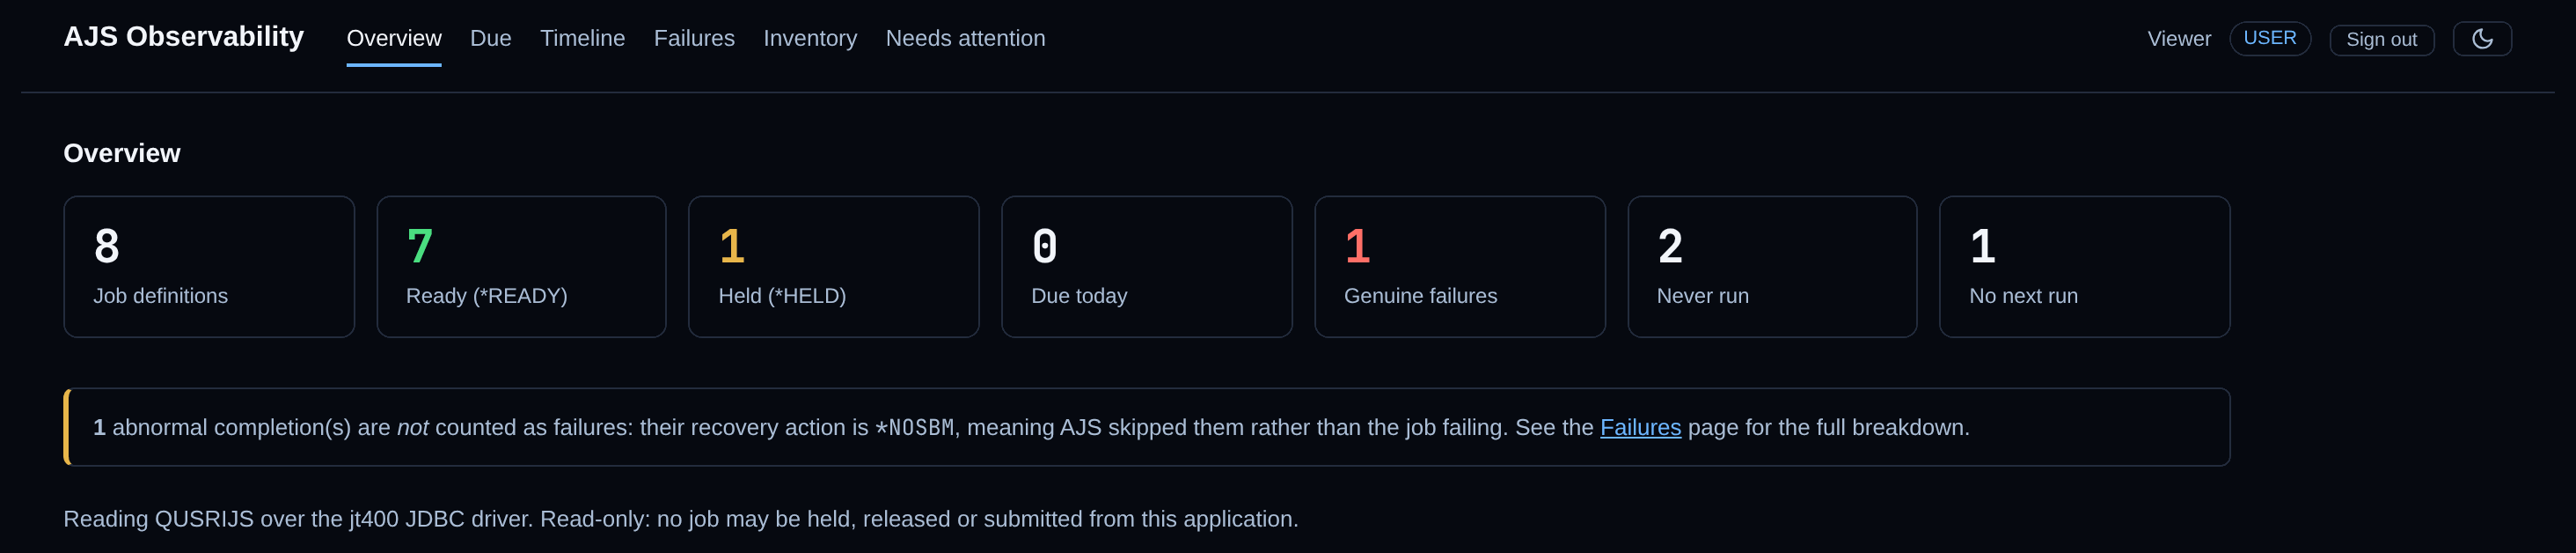 AJS Observability Overview Due Timeline Failures Inventory Needs attention Viewer USER Sign out
Overview
8 7 1 0 1 2 1
Job definitions Ready (*READY) Held (*HELD) Due today Genuine failures Never run No next run
1 abnormal completion(s) are not counted as failures: their recovery action is *NOSBM, meaning AJS skipped them rather than the job failing. See the Failures page for the full breakdown.
Reading QUSRIJS over the jt400 JDBC driver. Read-only: no job may be held, released or submitted from this application.